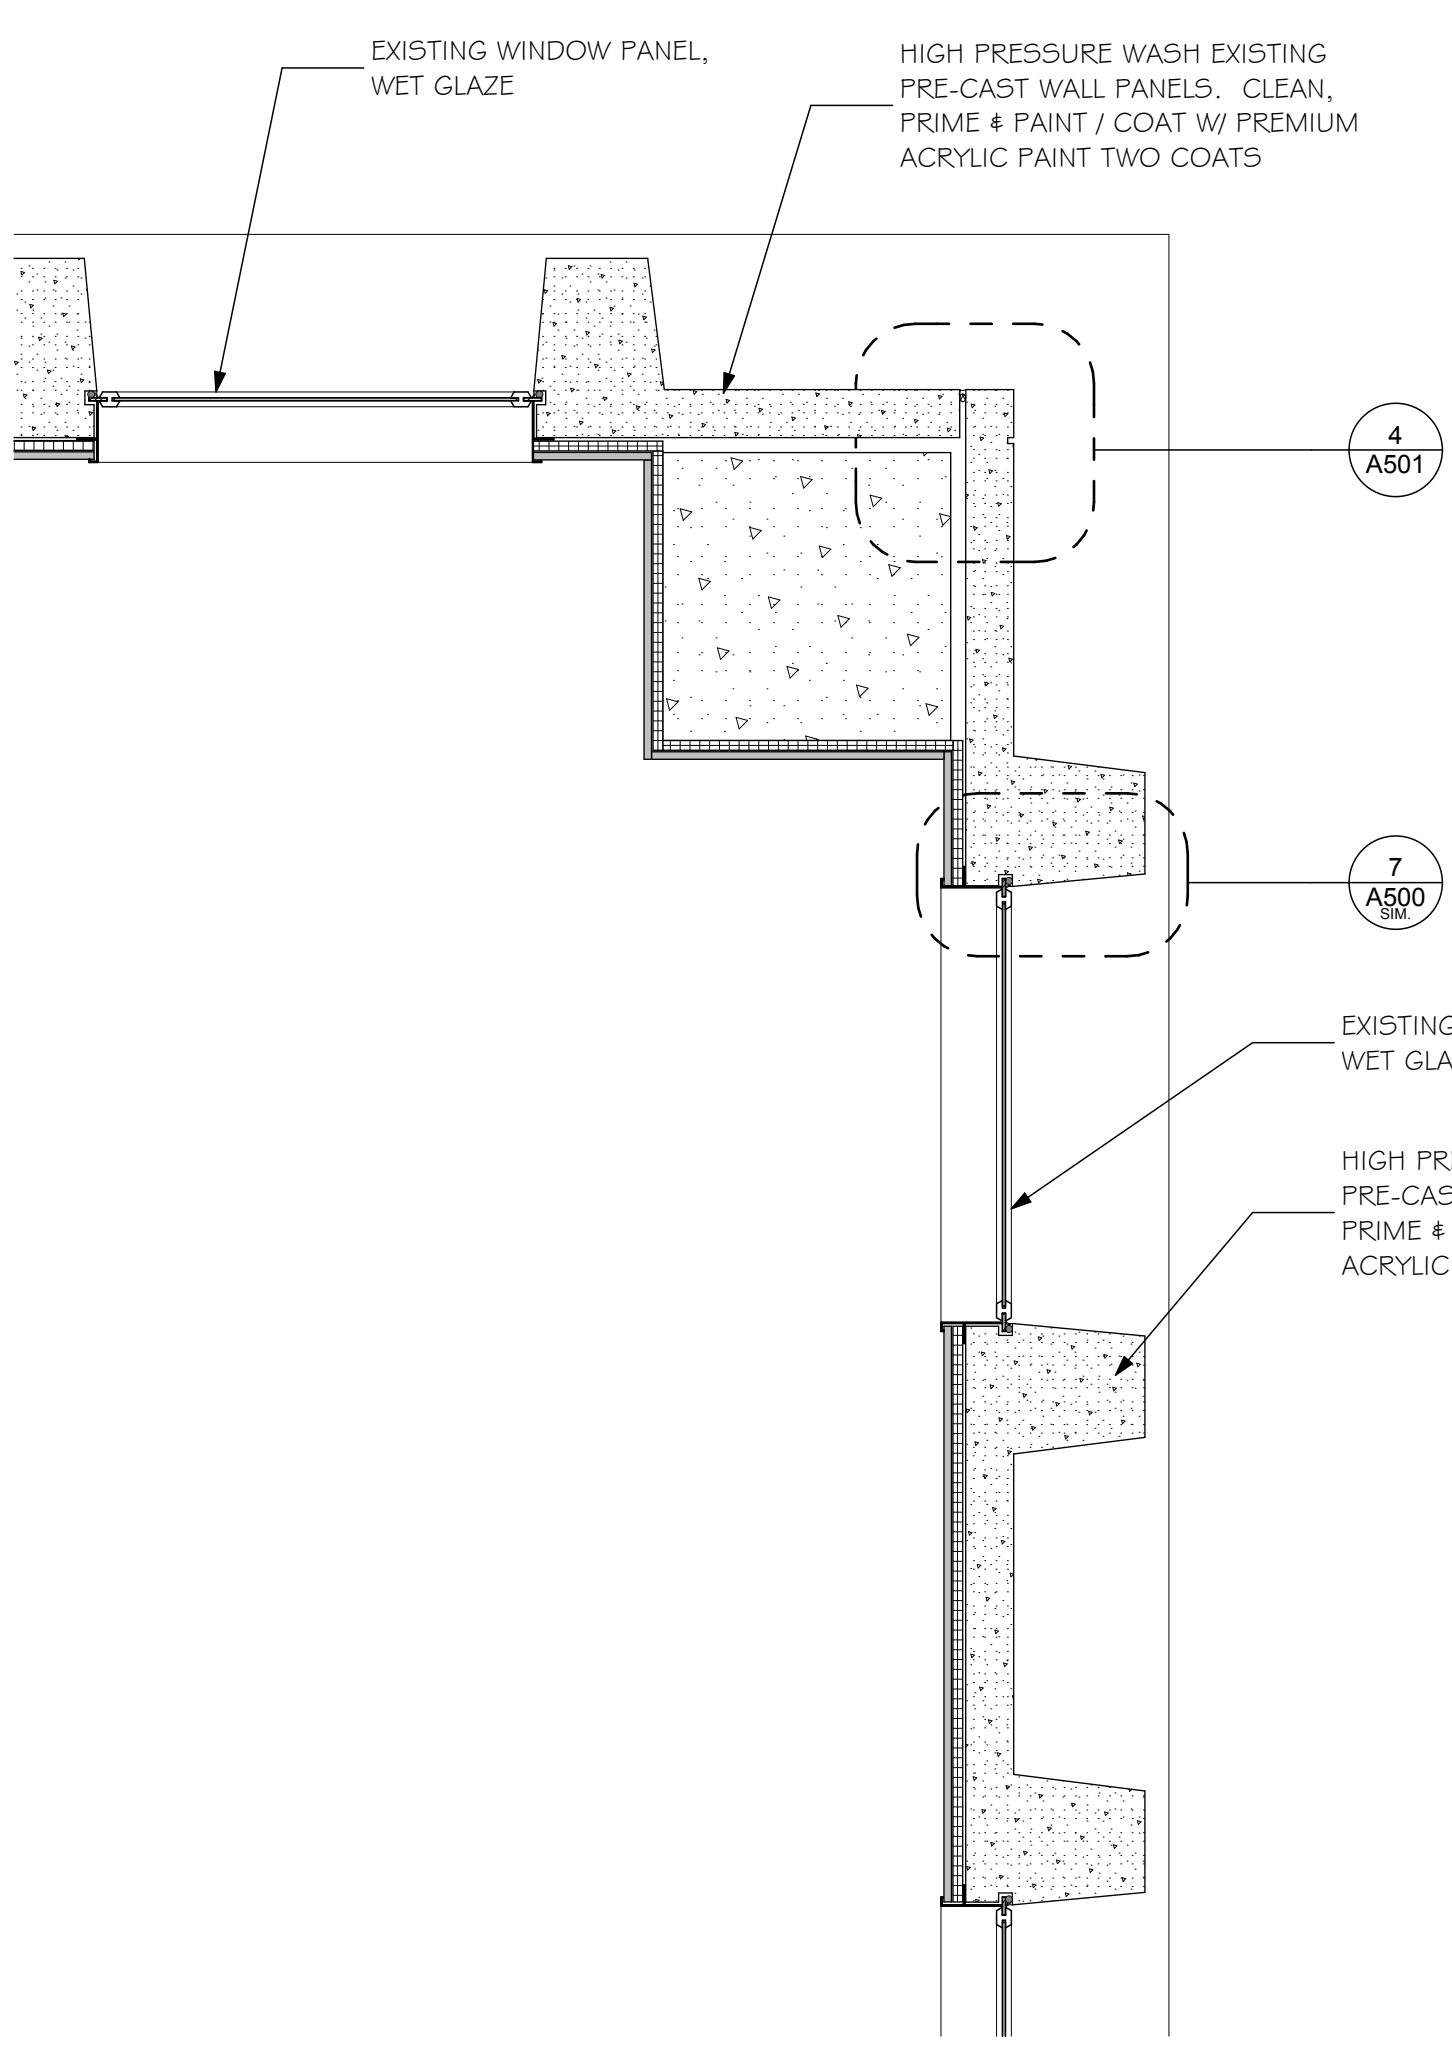 EXISTING WINDOW PANEL,
WET GLAZE
HIGH PRESSURE WASH EXISTING
PRE-CAST WALL PANELS. CLEAN,
PRIME & PAINT / COAT W/ PREMIUM
ACRYLIC PAINT TWO COATS
4
A501
7
A500
SIM.
EXISTING
WET GLA
HIGH PR
PRE-CAS
PRIME &
ACRYLIC